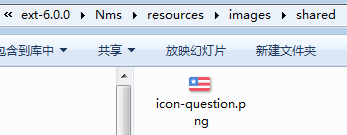 « ext-6.0.0 ▸ Nms ▸ resources ▸ images ▸ shared ▸
包含到库中 ▼ 共享 ▼ 放映幻灯片 新建文件夹
icon-question.p
ng